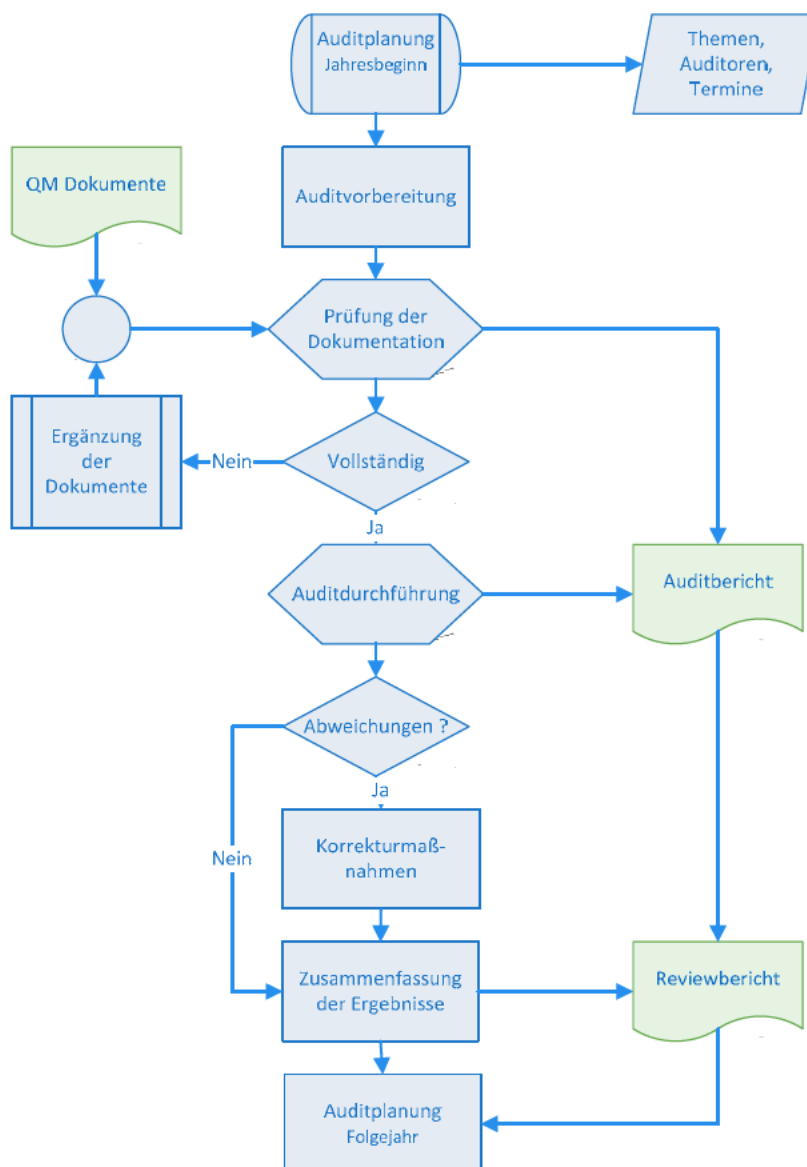 Auditplanung
Jahresbeginn
Themen,
Auditoren,
Termine
QM Dokumente
Auditvorbereitung
Prüfung der
Dokumentation
Ergänzung
der
Dokumente
Nein
Vollständig
Ja
Auditdurchführung
Auditbericht
Abweichungen ?
Ja
Nein
Korrekturmaß-
nahmen
Zusammenfassung
der Ergebnisse
Reviewbericht
Auditplanung
Folgejahr